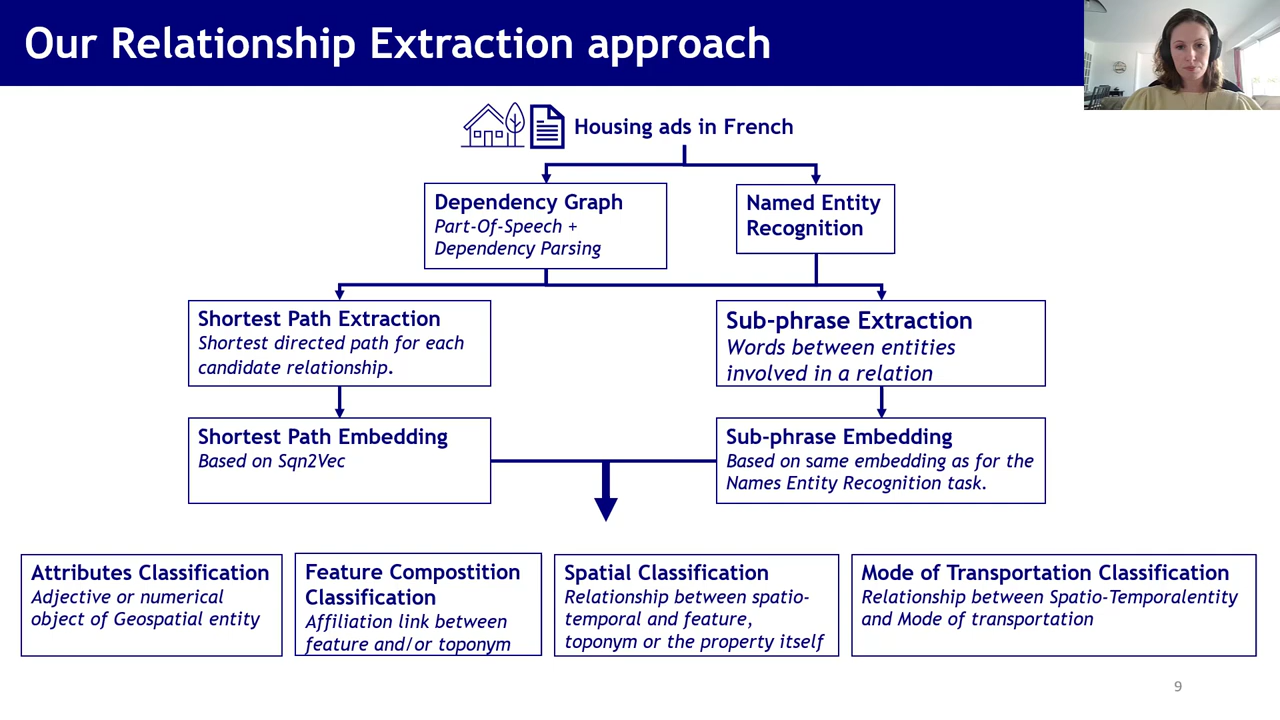 Our Relationship Extraction approach
Housing ads in French
Dependency Graph
Part-Of-Speech +
Dependency Parsing
Named Entity
Recognition
Shortest Path Extraction
Shortest directed path for each
candidate relationship.
Sub-phrase Extraction
Words between entities
involved in a relation
Shortest Path Embedding
Based on Sqn2Vec
Sub-phrase Embedding
Based on same embedding as for the
Names Entity Recognition task.
Attributes Classification
Adjective or numerical
object of Geospatial entity
Feature Compostition
Classification
Affiliation link between
feature and/or toponym
Spatial Classification
Relationship between spatio-
temporal and feature,
toponym or the property itself
Mode of Transportation Classification
Relationship between Spatio-Temporalentity
and Mode of transportation
9